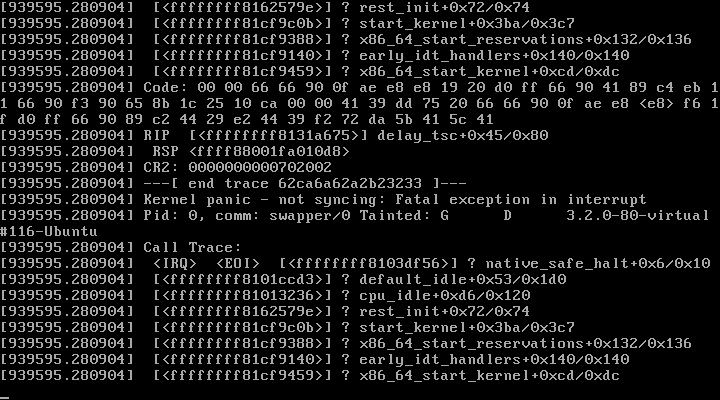 [939595.280904]  [<ffffffff8162579e>] ? rest_init+0x72/0x74
[939595.280904]  [<ffffffff81cf9c0b>] ? start_kernel+0x3ba/0x3c7
[939595.280904]  [<ffffffff81cf9388>] ? x86_64_start_reservations+0x132/0x136
[939595.280904]  [<ffffffff81cf9140>] ? early_idt_handlers+0x140/0x140
[939595.280904]  [<ffffffff81cf9459>] ? x86_64_start_kernel+0xcd/0xdc
[939595.280904] Code: 00 00 66 66 90 0f ae e8 e8 19 20 d0 ff 66 90 41 89 c4 eb 1
1 66 90 f3 90 65 8b 1c 25 10 ca 00 00 41 39 dd 75 20 66 66 90 0f ae e8 <e8> f6 1
f d0 ff 66 90 89 c2 44 29 e2 44 39 f2 72 da 5b 41 5c 41
[939595.280904] RIP  [<ffffffff8131a675>] delay_tsc+0x45/0x80
[939595.280904]  RSP <ffff88001fa010d8>
[939595.280904] CR2: 0000000000702002
[939595.280904] ---[ end trace 62ca6a62a2b23233 ]---
[939595.280904] Kernel panic - not syncing: Fatal exception in interrupt
[939595.280904] Pid: 0, comm: swapper/0 Tainted: G      D      3.2.0-80-virtual
#116-Ubuntu
[939595.280904] Call Trace:
[939595.280904]  <IRQ>  <EOI>  [<ffffffff8103df56>] ? native_safe_halt+0x6/0x10
[939595.280904]  [<ffffffff8101ccd3>] ? default_idle+0x53/0x1d0
[939595.280904]  [<ffffffff81013236>] ? cpu_idle+0xd6/0x120
[939595.280904]  [<ffffffff8162579e>] ? rest_init+0x72/0x74
[939595.280904]  [<ffffffff81cf9c0b>] ? start_kernel+0x3ba/0x3c7
[939595.280904]  [<ffffffff81cf9388>] ? x86_64_start_reservations+0x132/0x136
[939595.280904]  [<ffffffff81cf9140>] ? early_idt_handlers+0x140/0x140
[939595.280904]  [<ffffffff81cf9459>] ? x86_64_start_kernel+0xcd/0xdc